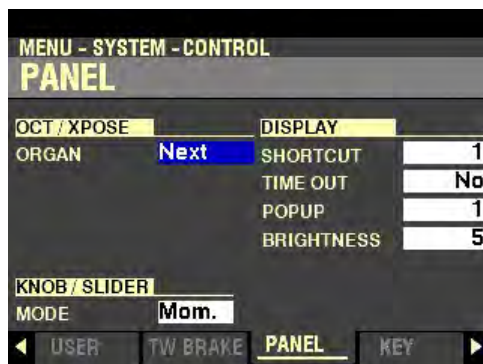 MENU - SYSTEM - CONTROL
PANEL
OCT / XPOSE
ORGAN Next
DISPLAY
SHORTCUT 1
TIME OUT No
POPUP 1
BRIGHTNESS 5
KNOB / SLIDER
MODE Mom.
USER TW BRAKE PANEL KEY